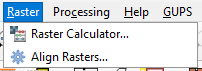 Raster Processing Help GUPS
Raster Calculator...
Align Rasters...